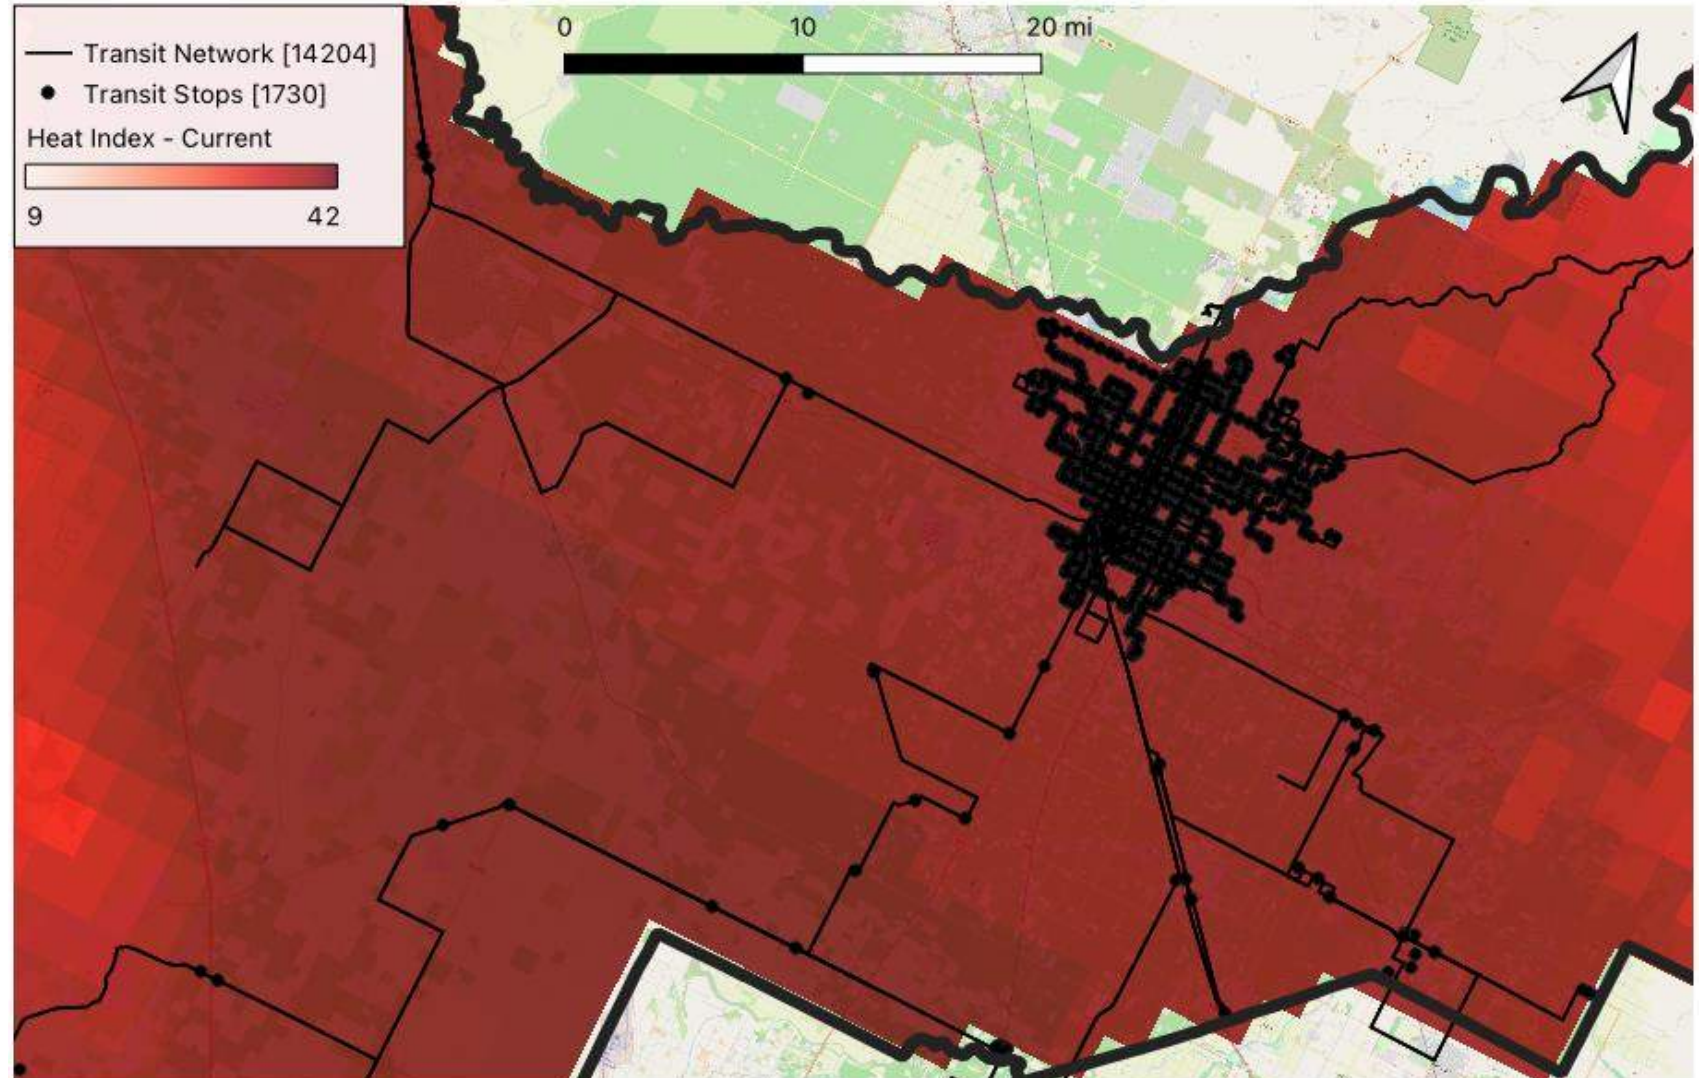 0 10 20 mi
Transit Network [14204]
Transit Stops [1730]
Heat Index - Current
9 42